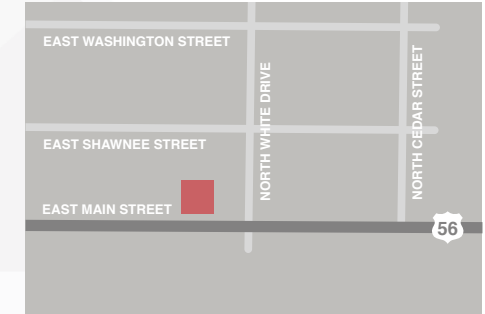 EAST WASHINGTON STREET
NORTH WHITE DRIVE
NORTH CEDAR STREET
EAST SHAWNEE STREET
EAST MAIN STREET
56